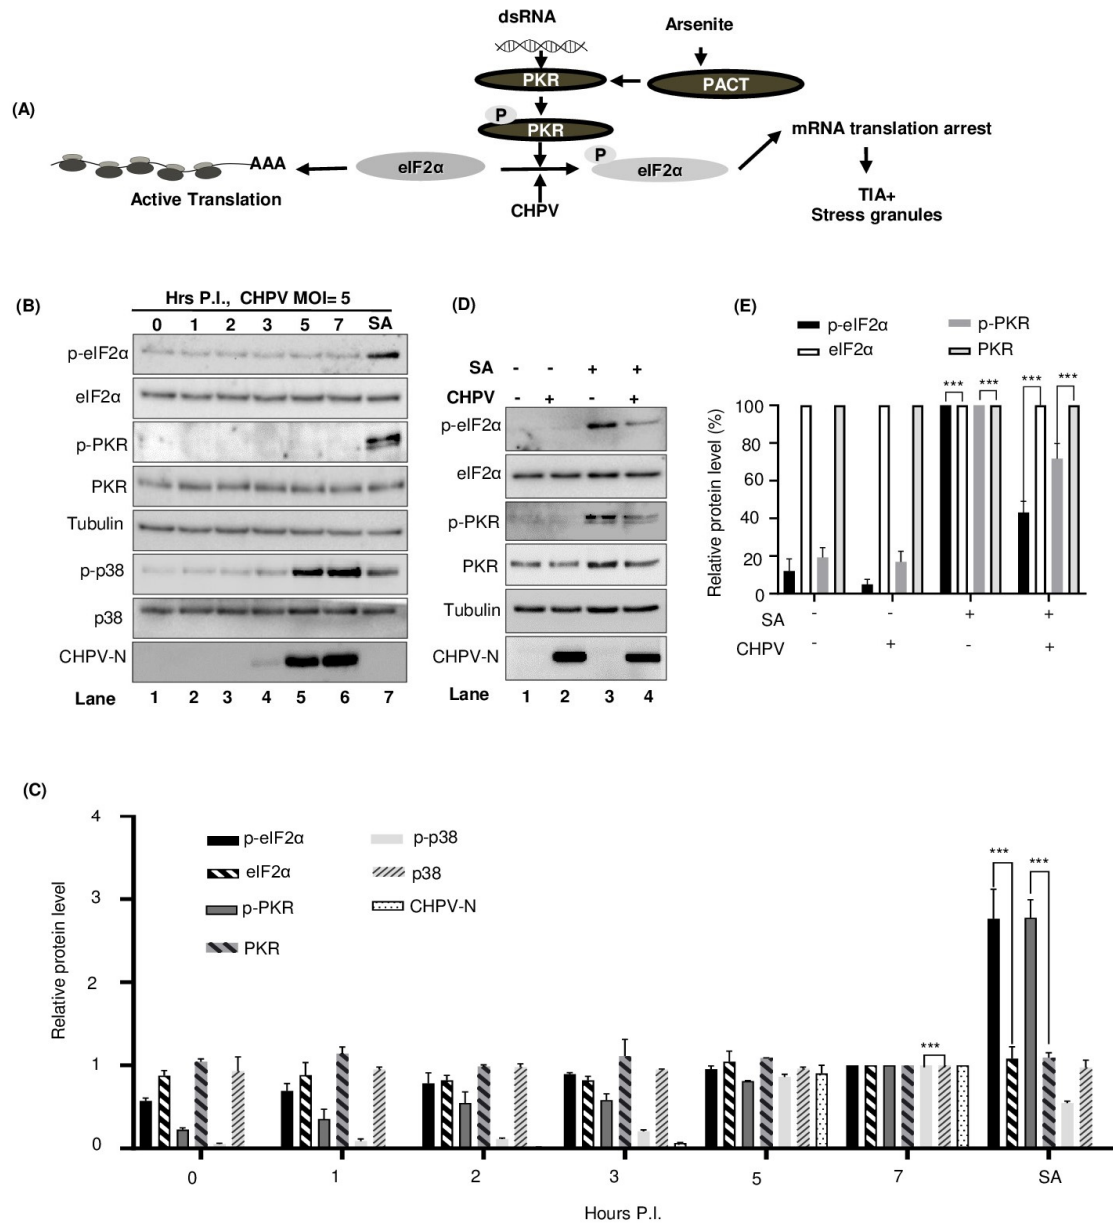 dsRNA
Arsenite
(A)
PKR
PACT
P
PKR
mRNA translation arrest
P
AAA
eIF2α
eIF2α
Active Translation
CHPV
TIA+
Stress granules
(B)
Hrs P.I., CHPV MOI= 5
0 1 2 3 5 7 SA
p-eIF2α
eIF2α
p-PKR
PKR
Tubulin
p-p38
p38
CHPV-N
Lane 1 2 3 4 5 6 7
(D)
SA - - + +
CHPV - + - +
p-eIF2α
eIF2α
p-PKR
PKR
Tubulin
CHPV-N
Lane 1 2 3 4
(E)
p-eIF2α
p-PKR
eIF2α
PKR
*** *** *** ***
Relative protein level (%)
100
80
60
40
20
0
SA - - + +
CHPV - + - +
(C)
Relative protein level
4
3
2
1
0
p-eIF2α
p-p38
eIF2α
p38
p-PKR
CHPV-N
PKR
***
***
***
0 1 2 3 5 7 SA
Hours P.I.